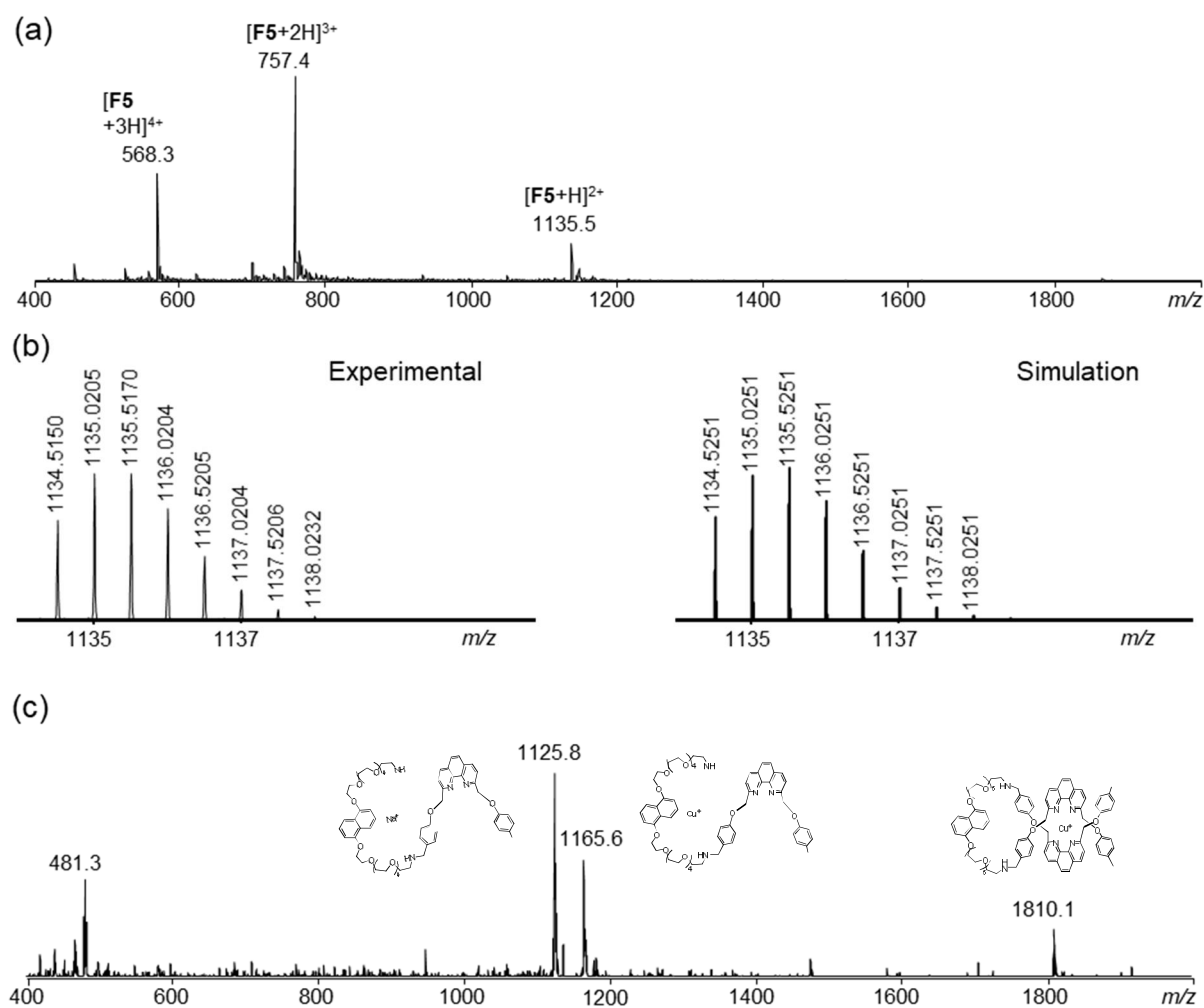 (a)
[F5+2H]3+
757.4
[F5
+3H]4+
568.3
[F5+H]2+
1135.5
400 600 800 1000 1200 1400 1600 1800 m/z
(b)
Experimental
Simulation
1134.5150
1135.0205
1135.5170
1136.0204
1136.5205
1137.0204
1137.5206
1138.0232
1134.5251
1135.0251
1135.5251
1136.0251
1136.5251
1137.0251
1137.5251
1138.0251
1135 1137 m/z
1135 1137 m/z
(c)
1125.8
1165.6
481.3
1810.1
Cu+
Cu+
400 600 800 1000 1200 1400 1600 1800 m/z